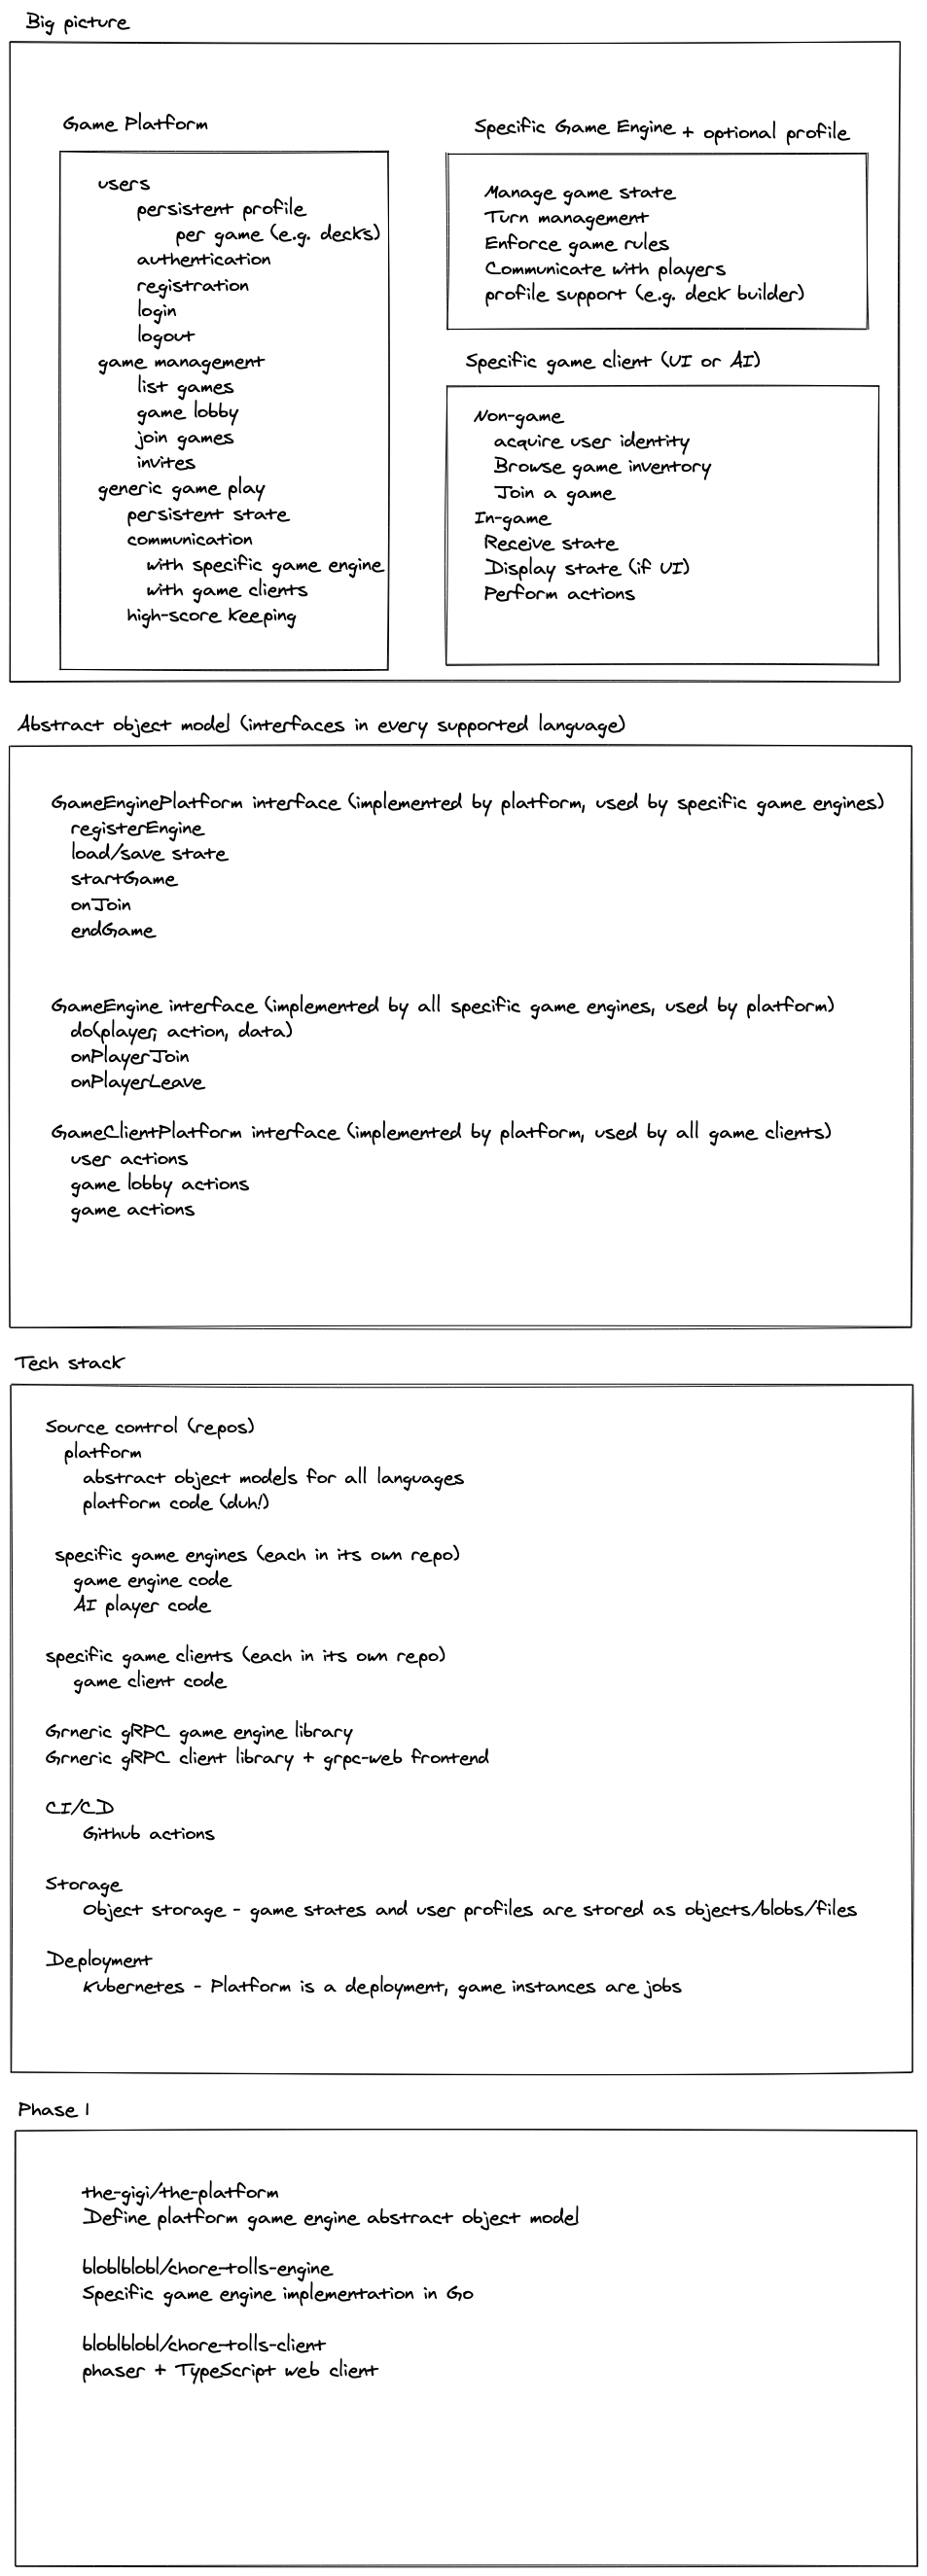 Big picture
Game Platform
users
persistent profile
per game (e.g. decks)
authentication
registration
login
logout
game management
list games
game lobby
join games
invites
generic game play
persistent state
communication
with specific game engine
with game clients
high-score keeping
Specific Game Engine + optional profile
Manage game state
Turn management
Enforce game rules
Communicate with players
profile support (e.g. deck builder)
Specific game client (UI or AI)
Non-game
acquire user identity
Browse game inventory
Join a game
In-game
Receive state
Display state (if UI)
Perform actions
Abstract object model (interfaces in every supported language)
GameEnginePlatform interface (implemented by platform, used by specific game engines)
registerEngine
load/save state
startGame
onJoin
endGame
GameEngine interface (implemented by all specific game engines, used by platform)
do(player, action, data)
onPlayerJoin
onPlayerLeave
GameClientPlatform interface (implemented by platform, used by all game clients)
user actions
game lobby actions
game actions
Tech stack
Source control (repos)
platform
abstract object models for all languages
platform code (duh!)
specific game engines (each in its own repo)
game engine code
AI player code
specific game clients (each in its own repo)
game client code
Grneric gRPC game engine library
Grneric gRPC client library + grpc-web frontend
CI/CD
Github actions
Storage
Object storage - game states and user profiles are stored as objects/blobs/files
Deployment
Kubernetes - Platform is a deployment, game instances are jobs
Phase 1
the-gigi/the-platform
Define platform game engine abstract object model
bloblblobl/chore-tolls-engine
Specific game engine implementation in Go
bloblblobl/chore-tolls-client
phaser + TypeScript web client